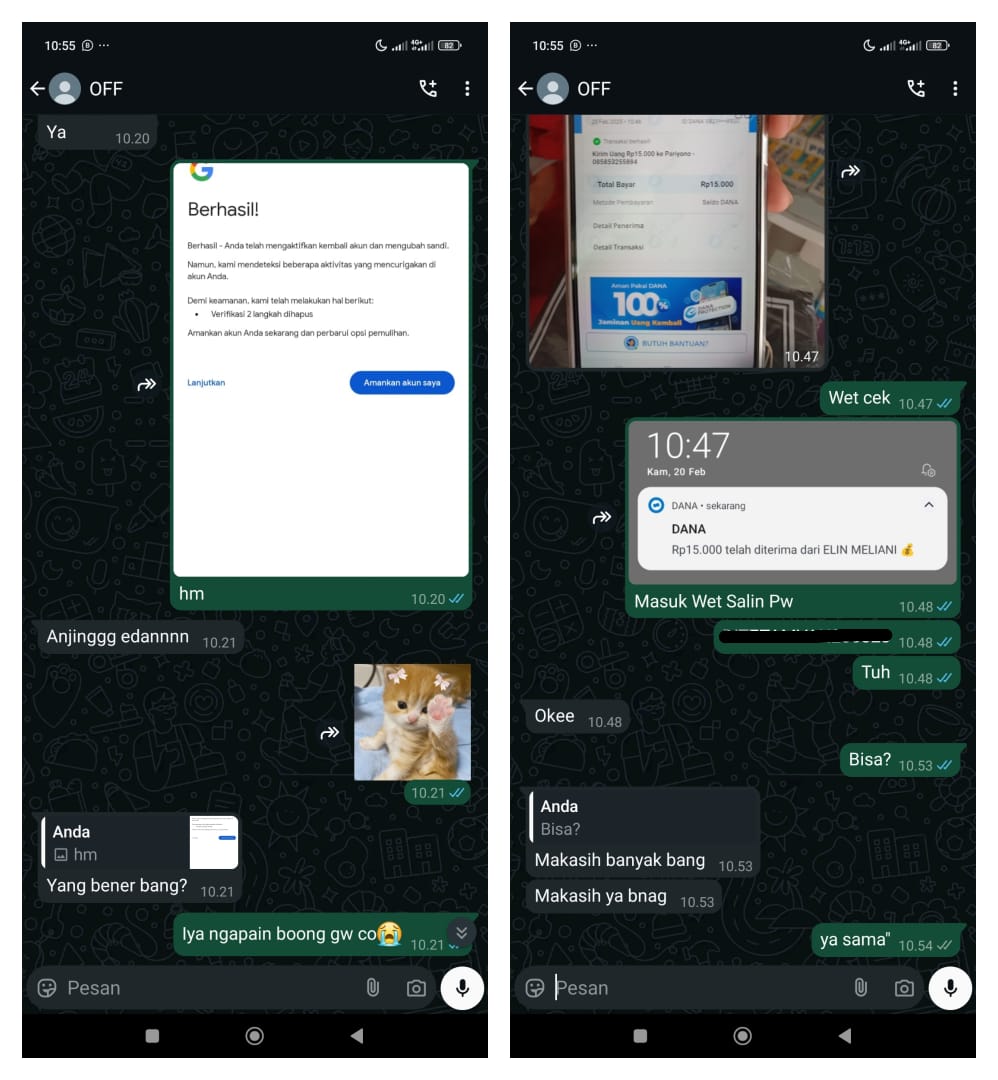 10:55
4G+
82
OFF
Ya
10.20
G
Berhasil!
Berhasil - Anda telah mengaktifkan kembali akun dan mengubah sandi.
Namun, kami mendeteksi beberapa aktivitas yang mencurigakan di
akun Anda.
Demi keamanan, kami telah melakukan hal berikut:
• Verifikasi 2 langkah dihapus
Amankan akun Anda sekarang dan perbarui opsi pemulihan.
Lanjutkan
Amankan akun saya
hm
10.20
Anjinggg edannnn 10.21
10.21
Anda
hm
Yang bener bang? 10.21
Iya ngapain boong gw co😭 10.21
Pesan
10:55
4G+
82
OFF
Transaksi berhasil!
Kirim Uang Rp15.000 ke Pariyono -
085853255894
Total Bayar Rp15.000
Metode Pembayaran Saldo DANA
Detail Penerima
Detail Transaksi
Aman Pakai DANA
100%
Jaminan Uang Kembali
DANA PROTECTION
BUTUH BANTUAN?
10.47
Wet cek 10.47
10:47
Kam, 20 Feb
DANA • sekarang
DANA
Rp15.000 telah diterima dari ELIN MELIANI 💰
Masuk Wet Salin Pw
10.48
10.48
Tuh 10.48
Okee 10.48
Bisa? 10.53
Anda
Bisa?
Makasih banyak bang 10.53
Makasih ya bnag 10.53
ya sama" 10.54
Pesan